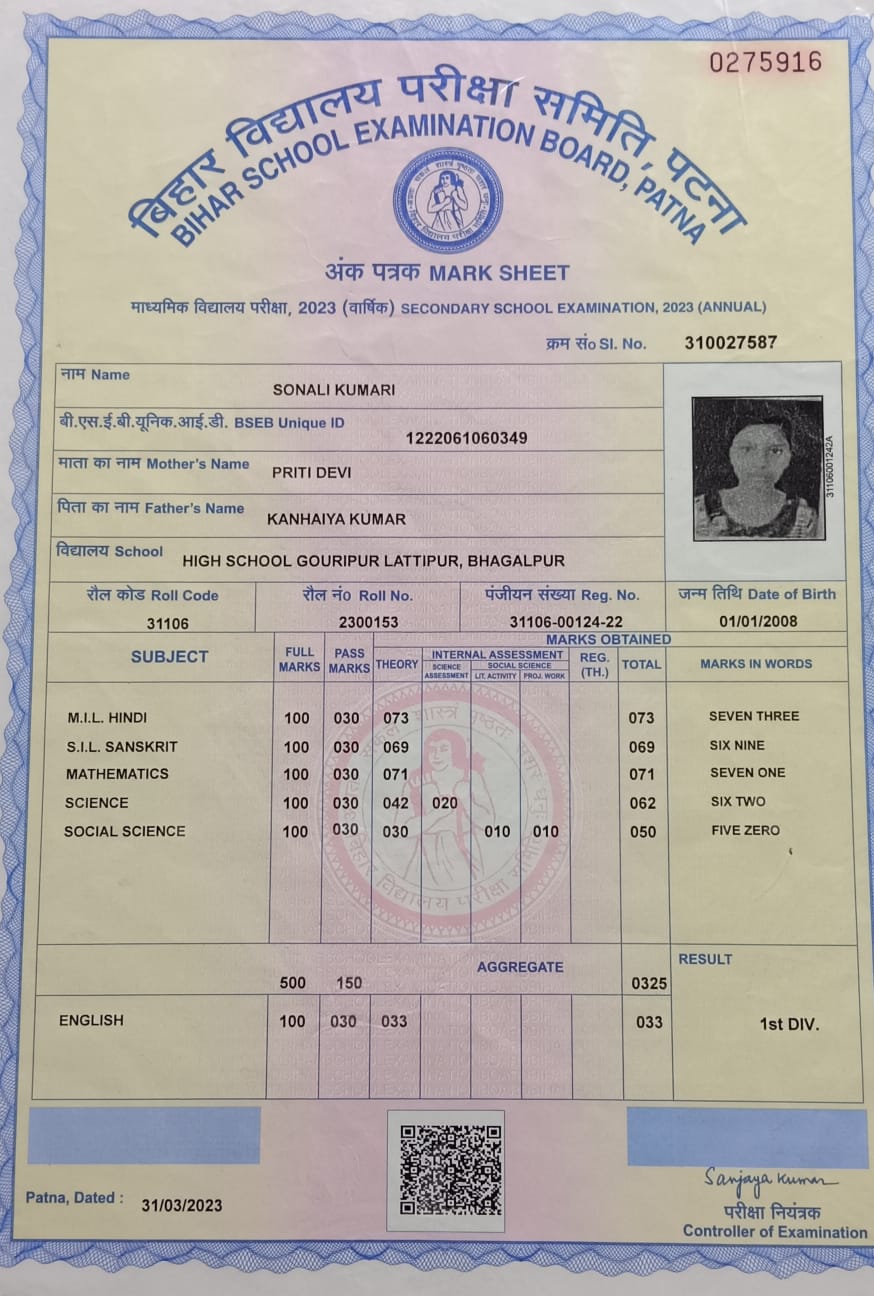 0275916
बिहार विद्यालय परीक्षा समिति, पटना
BIHAR SCHOOL EXAMINATION BOARD, PATNA
अंक पत्रक MARK SHEET
माध्यमिक विद्यालय परीक्षा, 2023 (वार्षिक) SECONDARY SCHOOL EXAMINATION, 2023 (ANNUAL)
क्रम सं० Sl. No. 310027587
नाम Name
SONALI KUMARI
बी.एस.ई.बी.यूनिक.आई.डी. BSEB Unique ID
1222061060349
माता का नाम Mother's Name
PRITI DEVI
पिता का नाम Father's Name
KANHAIYA KUMAR
विद्यालय School
HIGH SCHOOL GOURIPUR LATTIPUR, BHAGALPUR
31106001242A
रौल कोड Roll Code रौल नं० Roll No. पंजीयन संख्या Reg. No. जन्म तिथि Date of Birth
31106 2300153 31106-00124-22 01/01/2008
MARKS OBTAINED
SUBJECT FULL MARKS PASS MARKS THEORY INTERNAL ASSESSMENT REG. (TH.) TOTAL MARKS IN WORDS
SCIENCE ASSESSMENT SOCIAL SCIENCE
LIT. ACTIVITY PROJ. WORK
M.I.L. HINDI 100 030 073 073 SEVEN THREE
S.I.L. SANSKRIT 100 030 069 069 SIX NINE
MATHEMATICS 100 030 071 071 SEVEN ONE
SCIENCE 100 030 042 020 062 SIX TWO
SOCIAL SCIENCE 100 030 030 010 010 050 FIVE ZERO
बिहार विद्यालय परीक्षा समिति
AGGREGATE RESULT
500 150 0325
ENGLISH 100 030 033 033 1st DIV.
Patna, Dated : 31/03/2023
Sanjaya Kumar
परीक्षा नियंत्रक
Controller of Examination